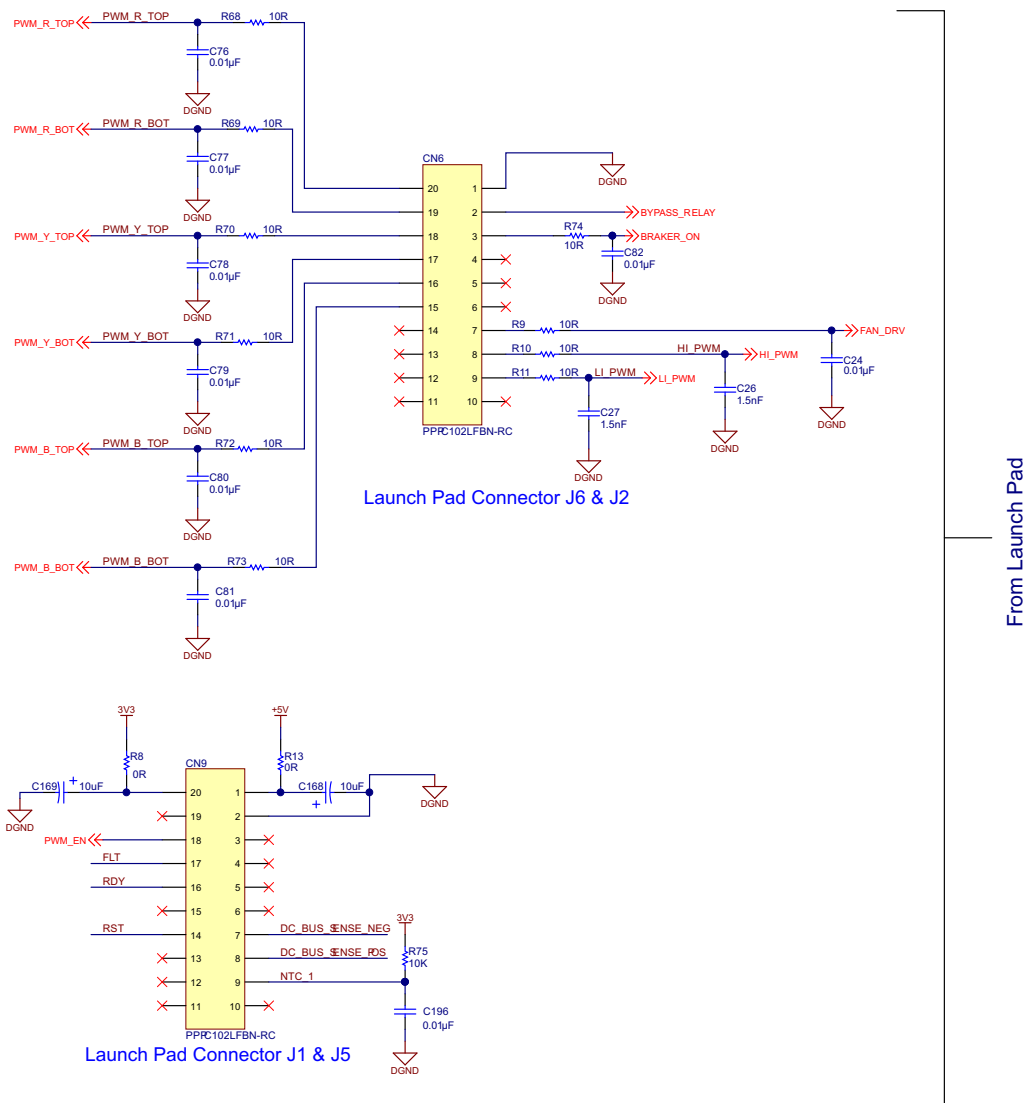 PWM_R_TOP PWM_R_TOP R68 10R
C76
0.01µF
DGND
PWM_R_BOT PWM_R_BOT R69 10R
C77
0.01µF
DGND
PWM_Y_TOP PWM_Y_TOP R70 10R
C78
0.01µF
DGND
PWM_Y_BOT PWM_Y_BOT R71 10R
C79
0.01µF
DGND
PWM_B_TOP PWM_B_TOP R72 10R
C80
0.01µF
DGND
PWM_B_BOT PWM_B_BOT R73 10R
C81
0.01µF
DGND
CN6
20 1
19 2
18 3
17 4
16 5
15 6
14 7
13 8
12 9
11 10
PPPC102LFBN-RC
DGND
BYPASS_RELAY
R74
10R
BRAKER_ON
C82
0.01µF
DGND
R9 10R
FAN_DRV
C24
0.01µF
DGND
R10 10R HI_PWM HI_PWM
C26
1.5nF
DGND
R11 10R LI_PWM LI_PWM
C27
1.5nF
DGND
Launch Pad Connector J6 & J2
From Launch Pad
3V3
R8
0R
C169 + 10uF
DGND
+5V
R13
0R
C168 + 10uF
DGND
CN9
20 1
19 2
18 3
17 4
16 5
15 6
14 7
13 8
12 9
11 10
PPPC102LFBN-RC
PWM_EN
FLT
RDY
RST
DC_BUS_SENSE_NEG
DC_BUS_SENSE_POS
NTC_1
3V3
R75
10K
C196
0.01µF
DGND
Launch Pad Connector J1 & J5